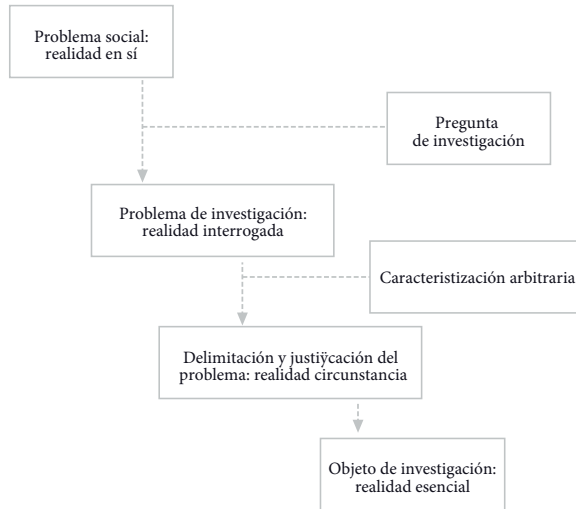 Problema social:
realidad en sí
Pregunta
de investigación
Problema de investigación:
realidad interrogada
Caracteristización arbitraria
Delimitación y justiÿcación del
problema: realidad circunstancia
Objeto de investigación:
realidad esencial